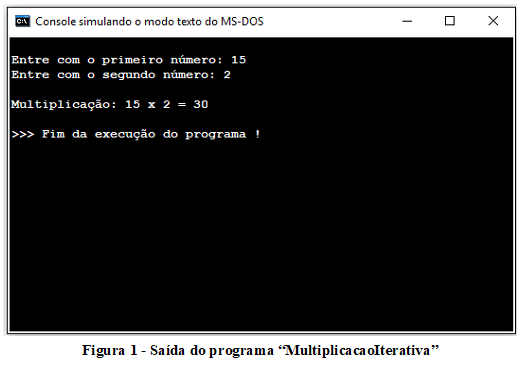 Console simulando o modo texto do MS-DOS
Entre com o primeiro número: 15
Entre com o segundo número: 2
Multiplicação: 15 x 2 = 30
>>> Fim da execução do programa !
Figura 1 - Saída do programa “MultiplicacaoIterativa”